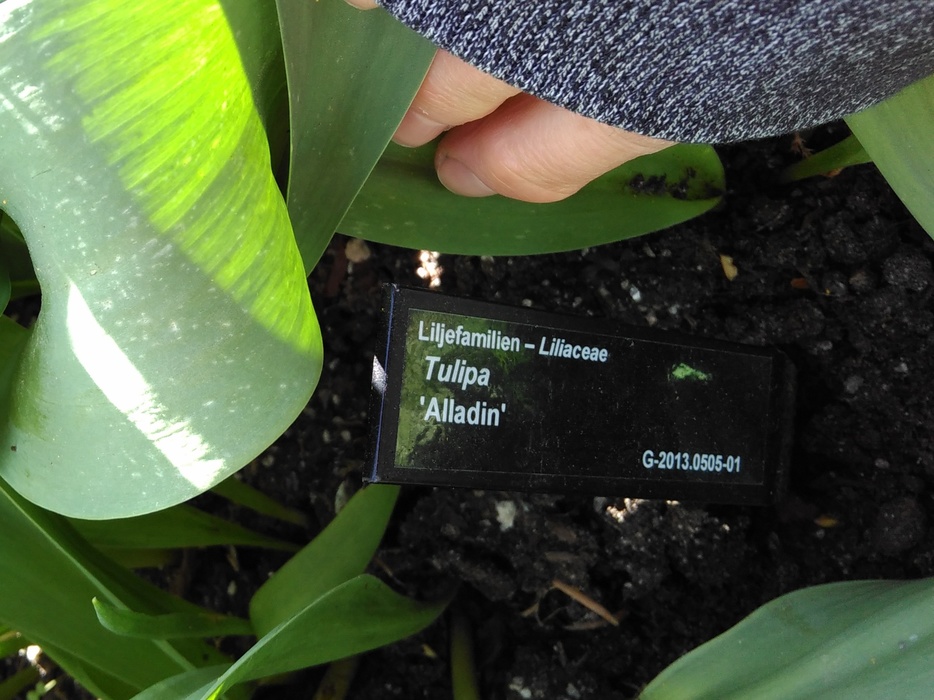 Liljefamilien – Liliaceae
Tulipa
'Alladin'
G-2013.0505-01